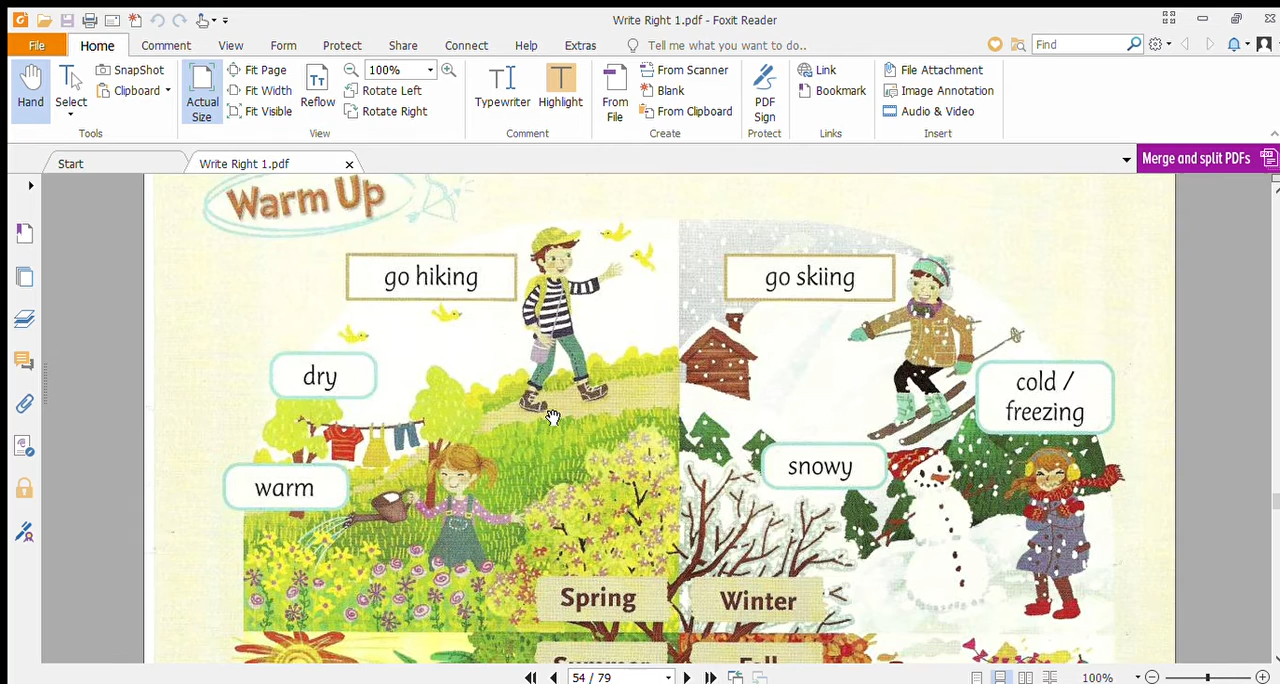 Write Right 1.pdf - Foxit Reader
File
Home
Comment
View
Form
Protect
Share
Connect
Help
Extras
Tell me what you want to do..
Find
Hand
Select
SnapShot
Clipboard
Tools
Actual
Size
Fit Page
Fit Width
Fit Visible
Reflow
100%
Rotate Left
Rotate Right
View
Typewriter
Highlight
Comment
From
File
From Scanner
Blank
From Clipboard
Create
PDF
Sign
Protect
Link
Bookmark
Links
File Attachment
Image Annotation
Audio & Video
Insert
Start
Write Right 1.pdf
Merge and split PDFs
Warm Up
go hiking
go skiing
dry
cold /
freezing
warm
snowy
Spring
Winter
Summer
Fall
54 / 79
100%